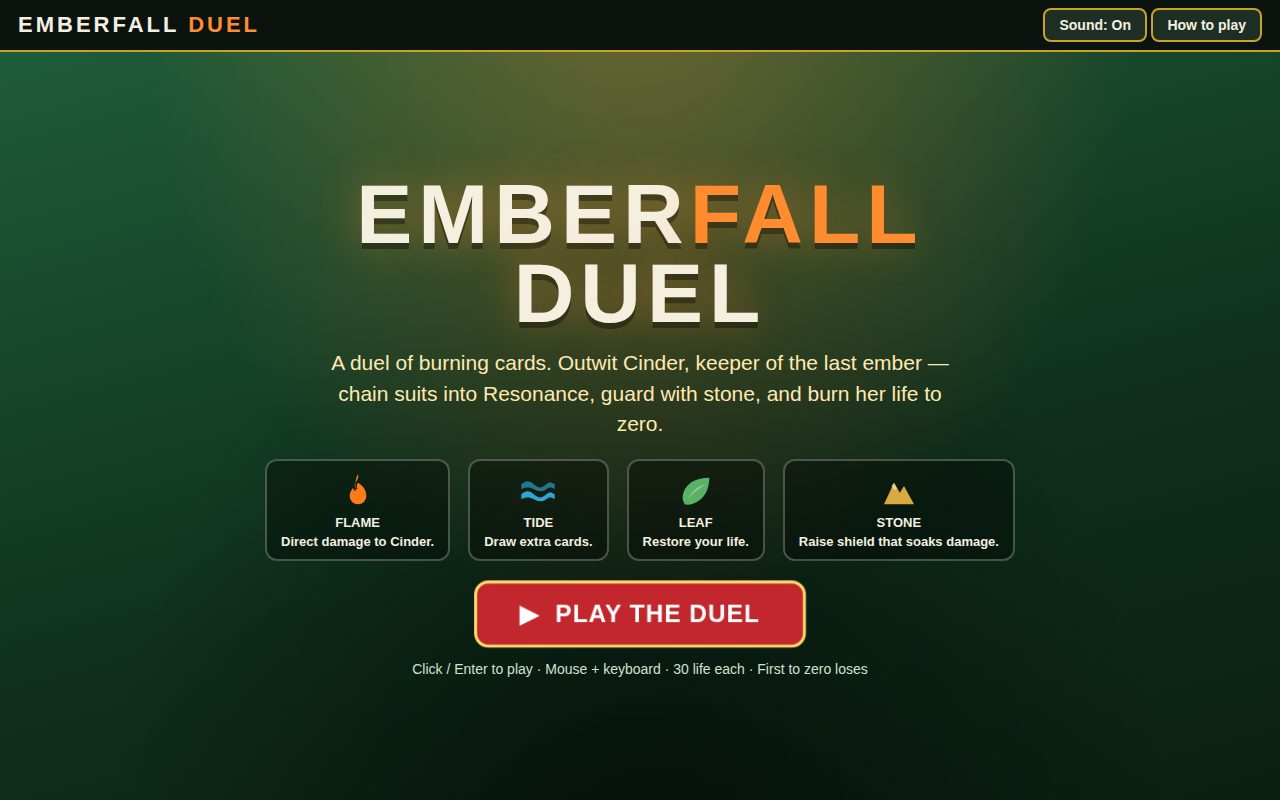 EMBERFALL DUEL
Sound: On
How to play
EMBERFALL
DUEL
A duel of burning cards. Outwit Cinder, keeper of the last ember —
chain suits into Resonance, guard with stone, and burn her life to
zero.
FLAME
Direct damage to Cinder.
TIDE
Draw extra cards.
LEAF
Restore your life.
STONE
Raise shield that soaks damage.
▶ PLAY THE DUEL
Click / Enter to play · Mouse + keyboard · 30 life each · First to zero loses